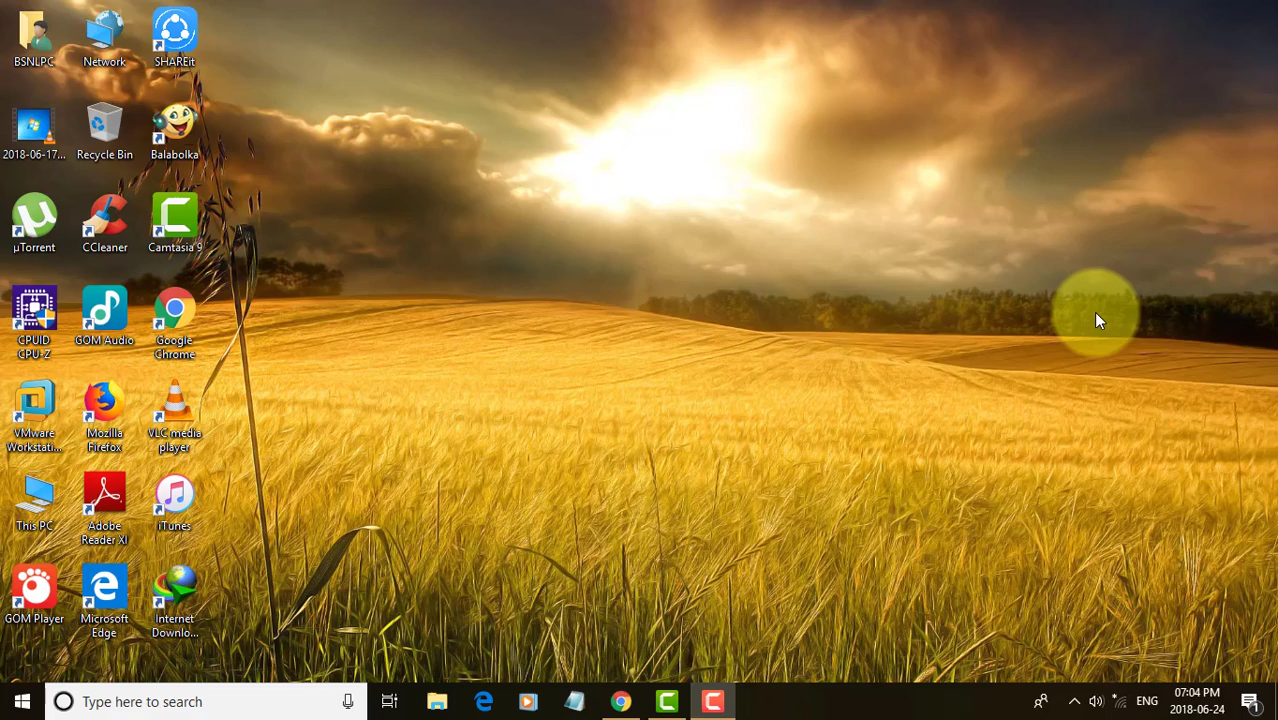 BSNLPC
Network
SHAREit
2018-06-17...
Recycle Bin
Balabolka
µTorrent
CCleaner
Camtasia 9
CPUID
CPU-Z
GOM Audio
Google
Chrome
VMware
Workstati...
Mozilla
Firefox
VLC media
player
This PC
Adobe
Reader XI
iTunes
GOM Player
Microsoft
Edge
Internet
Downlo...
Type here to search
ENG
07:04 PM
2018-06-24
1